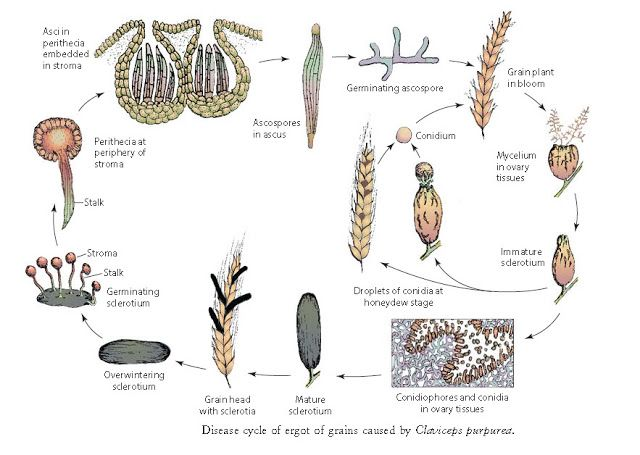 Asci in
perithecia
embedded
in stroma
Ascospores
in ascus
Germinating ascospore
Grain plant
in bloom
Conidium
Mycelium
in ovary
tissues
Perithecia at
periphery of
stroma
Stalk
Immature
sclerotium
Stroma
Stalk
Germinating
sclerotium
Droplets of conidia at
honeydew stage
Overwintering
sclerotium
Grain head
with sclerotia
Mature
sclerotium
Conidiophores and conidia
in ovary tissues
Disease cycle of ergot of grains caused by Claviceps purpurea.